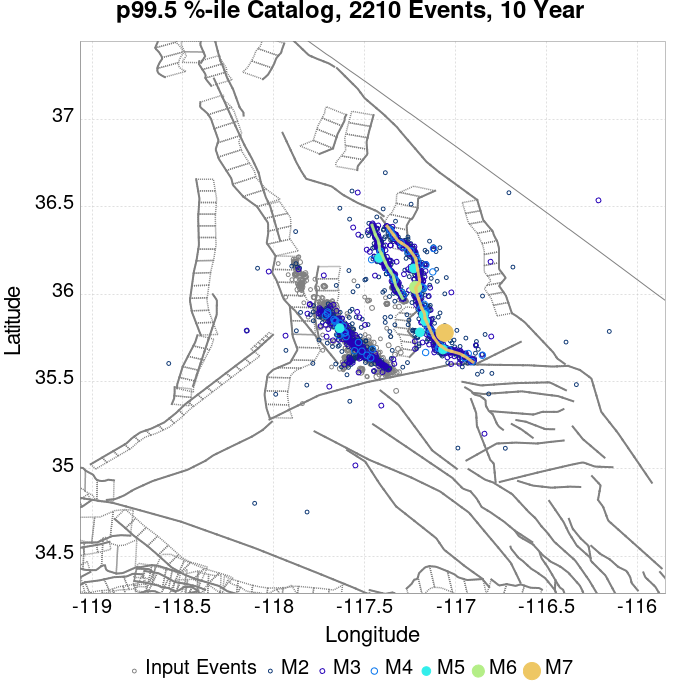 p99.5 %-ile Catalog, 2210 Events, 10 Year
37
36.5
36
35.5
35
34.5
Latitude
-119 -118.5 -118 -117.5 -117 -116.5 -116
Longitude
Input Events M2 M3 M4 M5 M6 M7